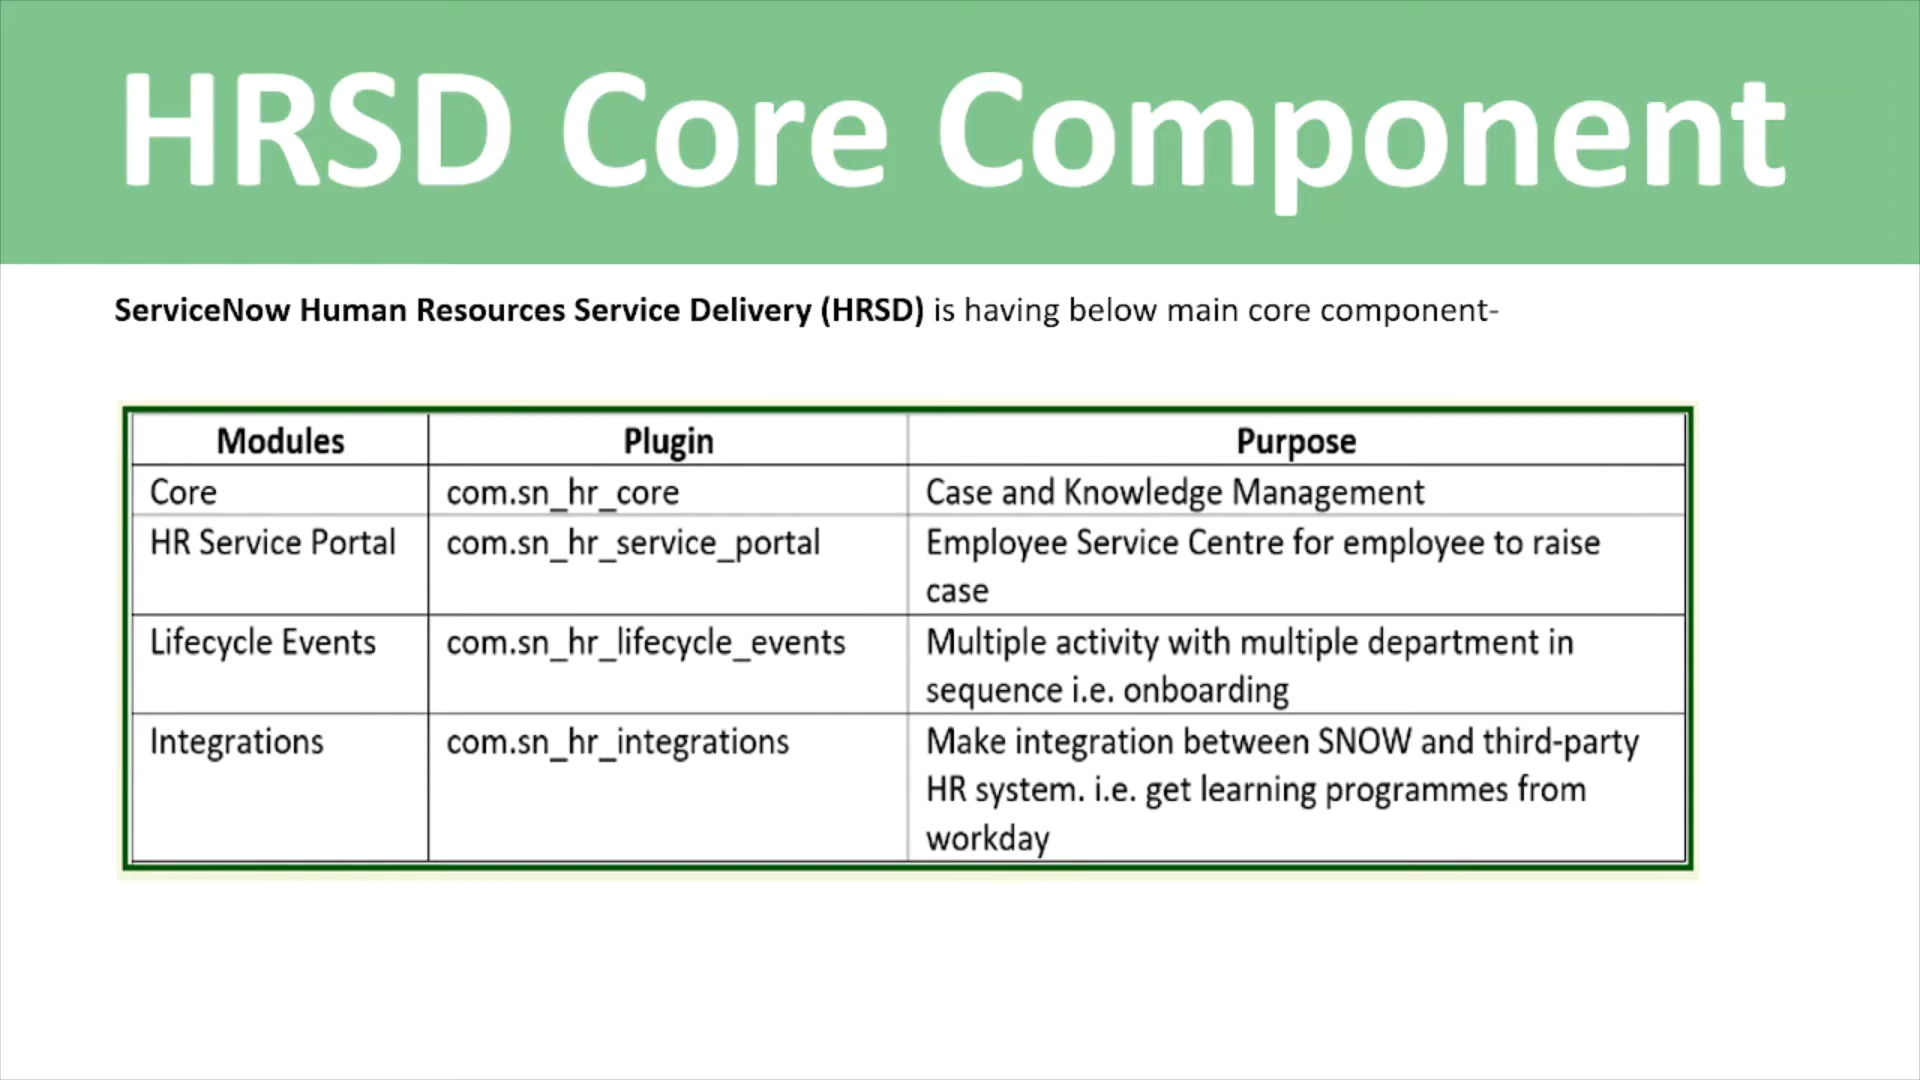 HRSD Core Component
ServiceNow Human Resources Service Delivery (HRSD) is having below main core component-
Modules Plugin Purpose
Core com.sn_hr_core Case and Knowledge Management
HR Service Portal com.sn_hr_service_portal Employee Service Centre for employee to raise
case
Lifecycle Events com.sn_hr_lifecycle_events Multiple activity with multiple department in
sequence i.e. onboarding
Integrations com.sn_hr_integrations Make integration between SNOW and third-party
HR system. i.e. get learning programmes from
workday